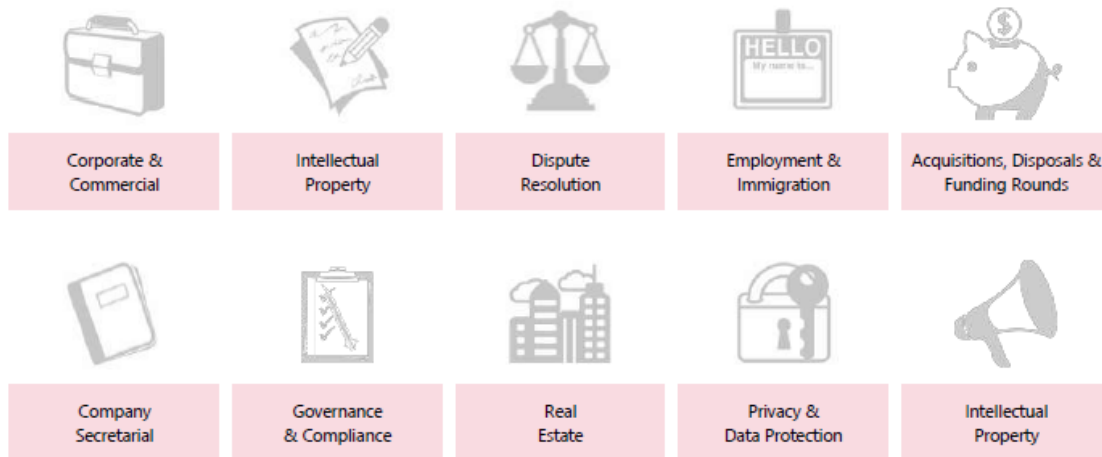 HELLO
My name is...
Corporate &
Commercial
Intellectual
Property
Dispute
Resolution
Employment &
Immigration
Acquisitions, Disposals &
Funding Rounds
$
Company
Secretarial
Governance
& Compliance
Real
Estate
Privacy &
Data Protection
Intellectual
Property